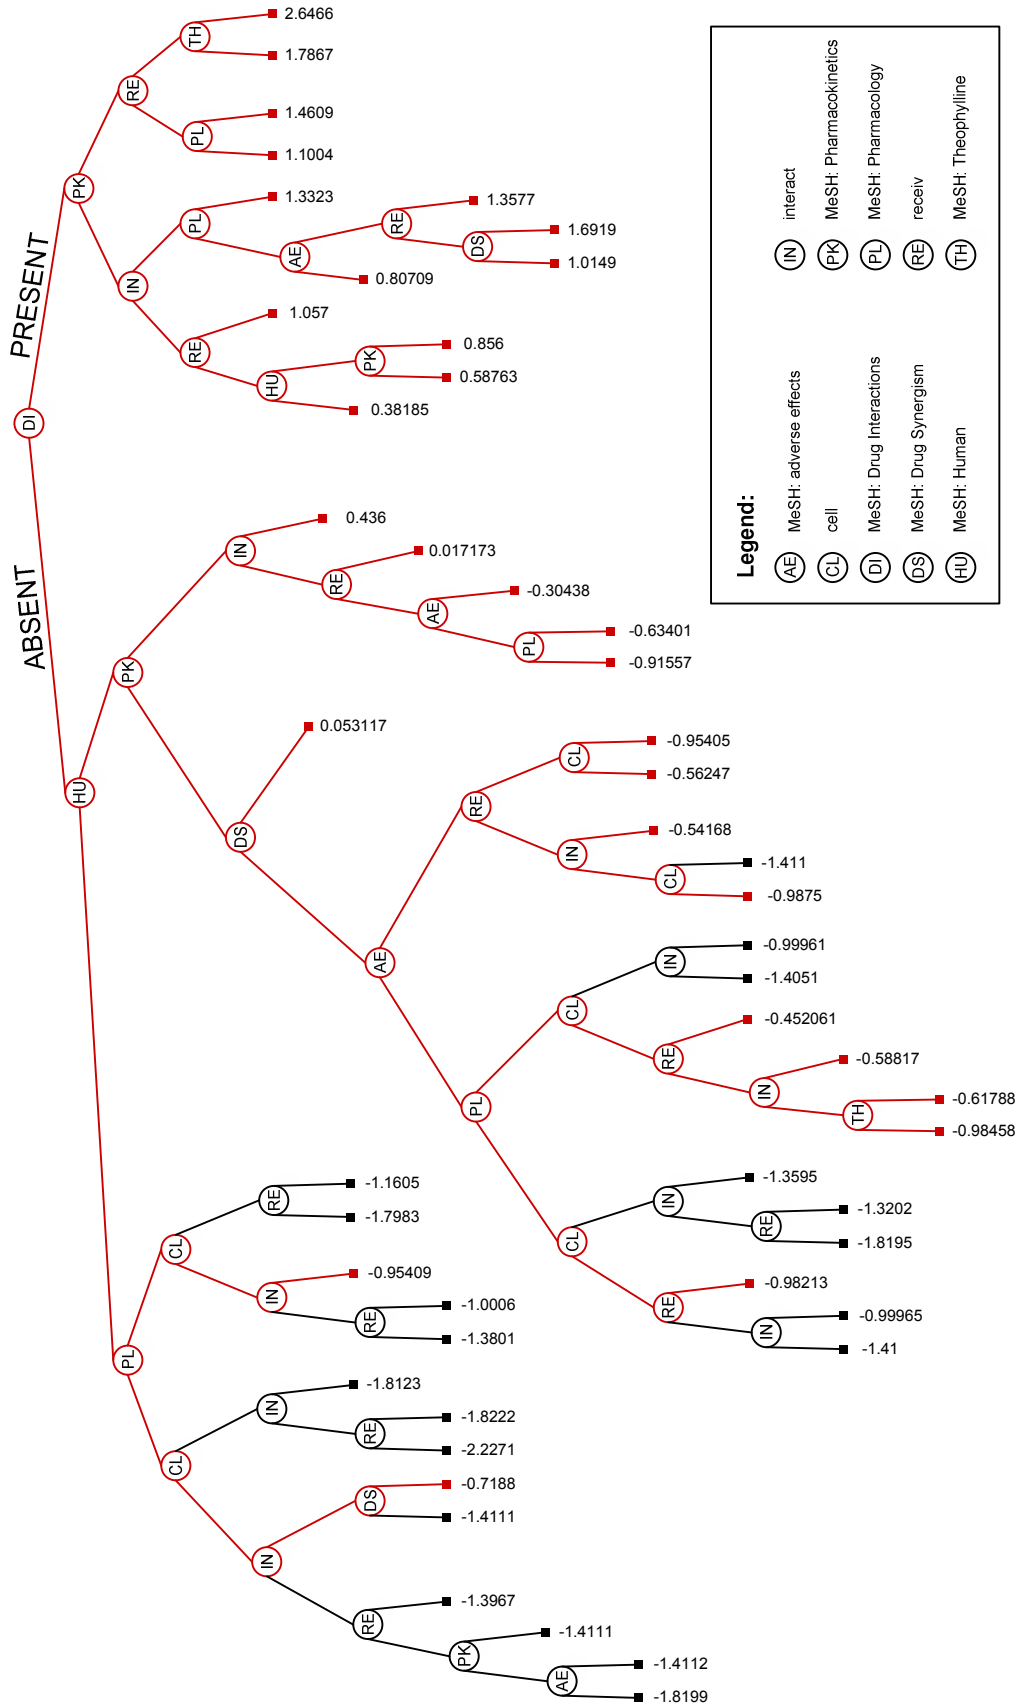 PRESENT
ABSENT
DI
PK
RE
TH
2.6466
1.7867
PL
1.4609
1.1004
IN
PL
1.3323
AE
RE
1.3577
DS
1.6919
1.0149
0.80709
RE
1.057
HU
PK
0.856
0.58763
0.38185
HU
PK
IN
0.436
RE
0.017173
AE
-0.30438
PL
-0.63401
-0.91557
DS
0.053117
AE
RE
CL
-0.95405
-0.56247
IN
-0.54168
CL
-1.411
-0.9875
PL
CL
IN
-0.99961
-1.4051
RE
-0.452061
IN
-0.58817
TH
-0.61788
-0.98458
CL
IN
-1.3595
RE
-1.3202
-1.8195
RE
-0.98213
IN
-0.99965
-1.41
PL
CL
RE
-1.1605
-1.7983
IN
-0.95409
RE
-1.0006
-1.3801
CL
IN
-1.8123
RE
-1.8222
-2.2271
IN
DS
-0.7188
-1.4111
RE
-1.3967
PK
-1.4111
AE
-1.4112
-1.8199
Legend:
AE MeSH: adverse effects
CL cell
DI MeSH: Drug Interactions
DS MeSH: Drug Synergism
HU MeSH: Human
IN interact
PK MeSH: Pharmacokinetics
PL MeSH: Pharmacology
RE receiv
TH MeSH: Theophylline